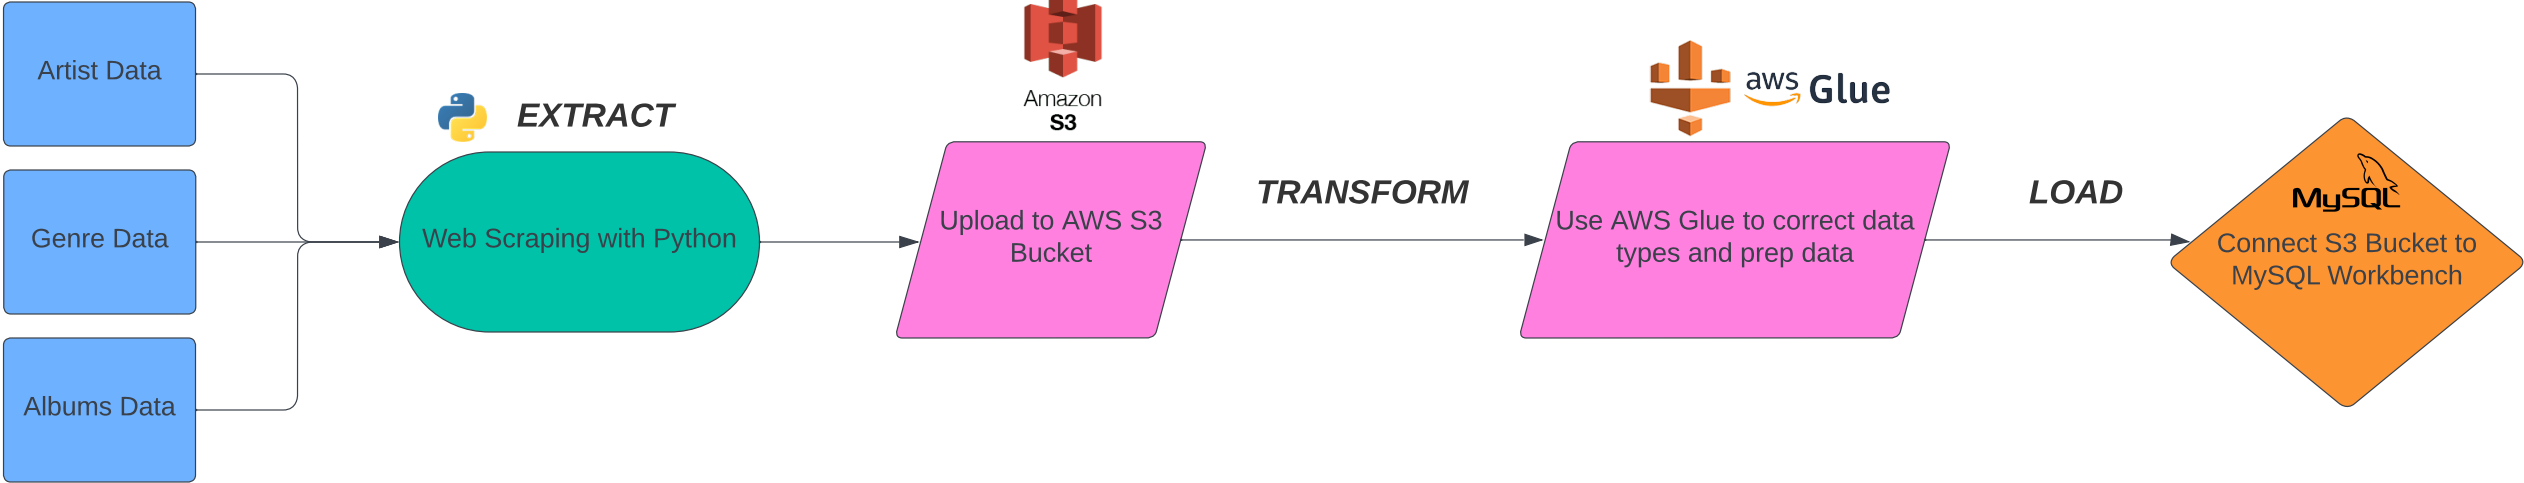 Artist Data
Genre Data
Albums Data
EXTRACT
Web Scraping with Python
Amazon
S3
Upload to AWS S3
Bucket
TRANSFORM
aws Glue
Use AWS Glue to correct data
types and prep data
LOAD
MySQL
Connect S3 Bucket to
MySQL Workbench